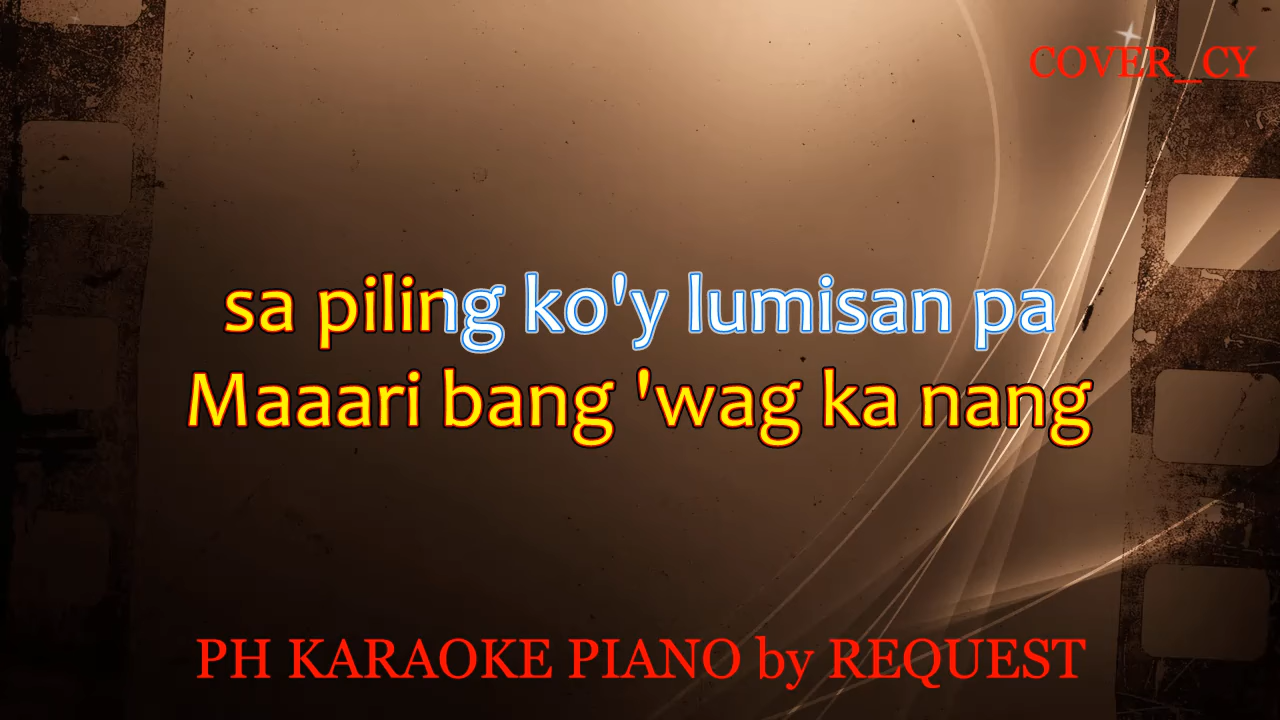 COVER_CY
sa piling ko'y lumisan pa
Maaari bang 'wag ka nang
PH KARAOKE PIANO by REQUEST